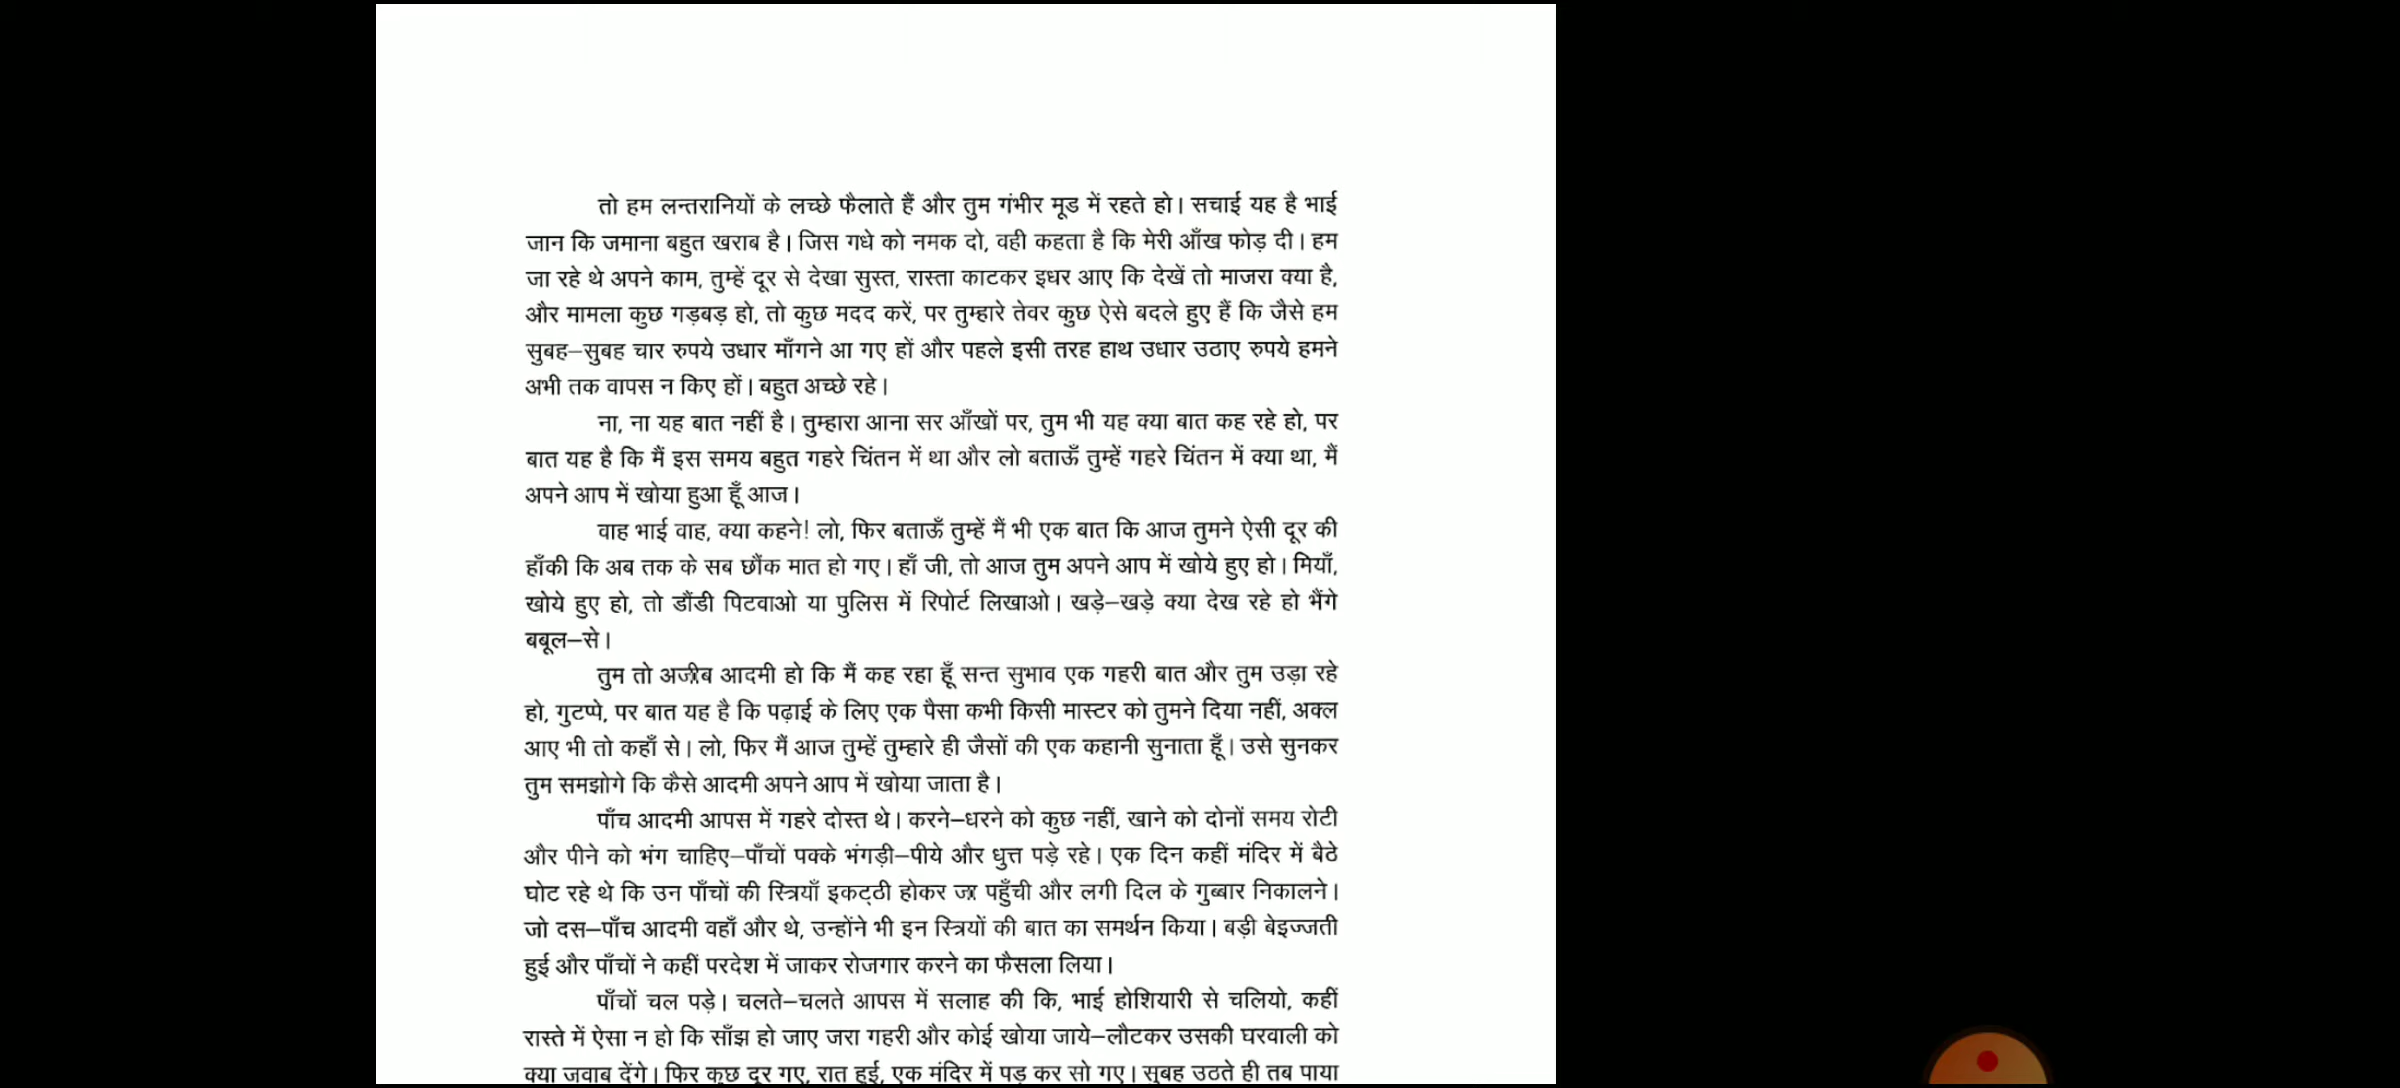 तो हम लन्तरानियों के लच्छे फैलाते हैं और तुम गंभीर मूड में रहते हो। सचाई यह है भाई
जान कि जमाना बहुत खराब है। जिस गधे को नमक दो, वही कहता है कि मेरी आँख फोड़ दी। हम
जा रहे थे अपने काम, तुम्हें दूर से देखा सुस्त, रास्ता काटकर इधर आए कि देखें तो माजरा क्या है,
और मामला कुछ गड़बड़ हो, तो कुछ मदद करें, पर तुम्हारे तेवर कुछ ऐसे बदले हुए हैं कि जैसे हम
सुबह–सुबह चार रुपये उधार माँगने आ गए हों और पहले इसी तरह हाथ उधार उठाए रुपये हमने
अभी तक वापस न किए हों। बहुत अच्छे रहे।
ना, ना यह बात नहीं है। तुम्हारा आना सर आँखों पर, तुम भी यह क्या बात कह रहे हो, पर
बात यह है कि मैं इस समय बहुत गहरे चिंतन में था और लो बताऊँ तुम्हें गहरे चिंतन में क्या था, मैं
अपने आप में खोया हुआ हूँ आज।
वाह भाई वाह, क्या कहने! लो, फिर बताऊँ तुम्हें मैं भी एक बात कि आज तुमने ऐसी दूर की
हाँकी कि अब तक के सब छौंक मात हो गए। हाँ जी, तो आज तुम अपने आप में खोये हुए हो। मियाँ,
खोये हुए हो, तो डौंडी पिटवाओ या पुलिस में रिपोर्ट लिखाओ। खड़े–खड़े क्या देख रहे हो भैंगे
बबूल–से।
तुम तो अजीब आदमी हो कि मैं कह रहा हूँ सन्त सुभाव एक गहरी बात और तुम उड़ा रहे
हो, गुटप्पे, पर बात यह है कि पढ़ाई के लिए एक पैसा कभी किसी मास्टर को तुमने दिया नहीं, अक्ल
आए भी तो कहाँ से। लो, फिर मैं आज तुम्हें तुम्हारे ही जैसों की एक कहानी सुनाता हूँ। उसे सुनकर
तुम समझोगे कि कैसे आदमी अपने आप में खोया जाता है।
पाँच आदमी आपस में गहरे दोस्त थे। करने–धरने को कुछ नहीं, खाने को दोनों समय रोटी
और पीने को भंग चाहिए–पाँचों पक्के भंगड़ी–पीये और धुत्त पड़े रहे। एक दिन कहीं मंदिर में बैठे
घोट रहे थे कि उन पाँचों की स्त्रियाँ इकट्ठी होकर जा पहुँची और लगी दिल के गुब्बार निकालने।
जो दस–पाँच आदमी वहाँ और थे, उन्होंने भी इन स्त्रियों की बात का समर्थन किया। बड़ी बेइज्जती
हुई और पाँचों ने कहीं परदेश में जाकर रोजगार करने का फैसला लिया।
पाँचों चल पड़े। चलते–चलते आपस में सलाह की कि, भाई होशियारी से चलियो, कहीं
रास्ते में ऐसा न हो कि साँझ हो जाए जरा गहरी और कोई खोया जाये–लौटकर उसकी घरवाली को
क्या जवाब देंगे। फिर कुछ दूर गए, रात हुई, एक मंदिर में पड़ कर सो गए। सुबह उठते ही तब पाया